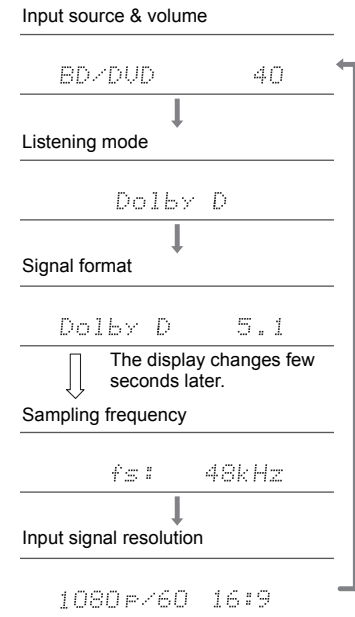 Input source & volume
BD/DVD 40
Listening mode
Dolby D
Signal format
Dolby D 5.1
The display changes few
seconds later.
Sampling frequency
fs: 48kHz
Input signal resolution
1080p/60 16:9